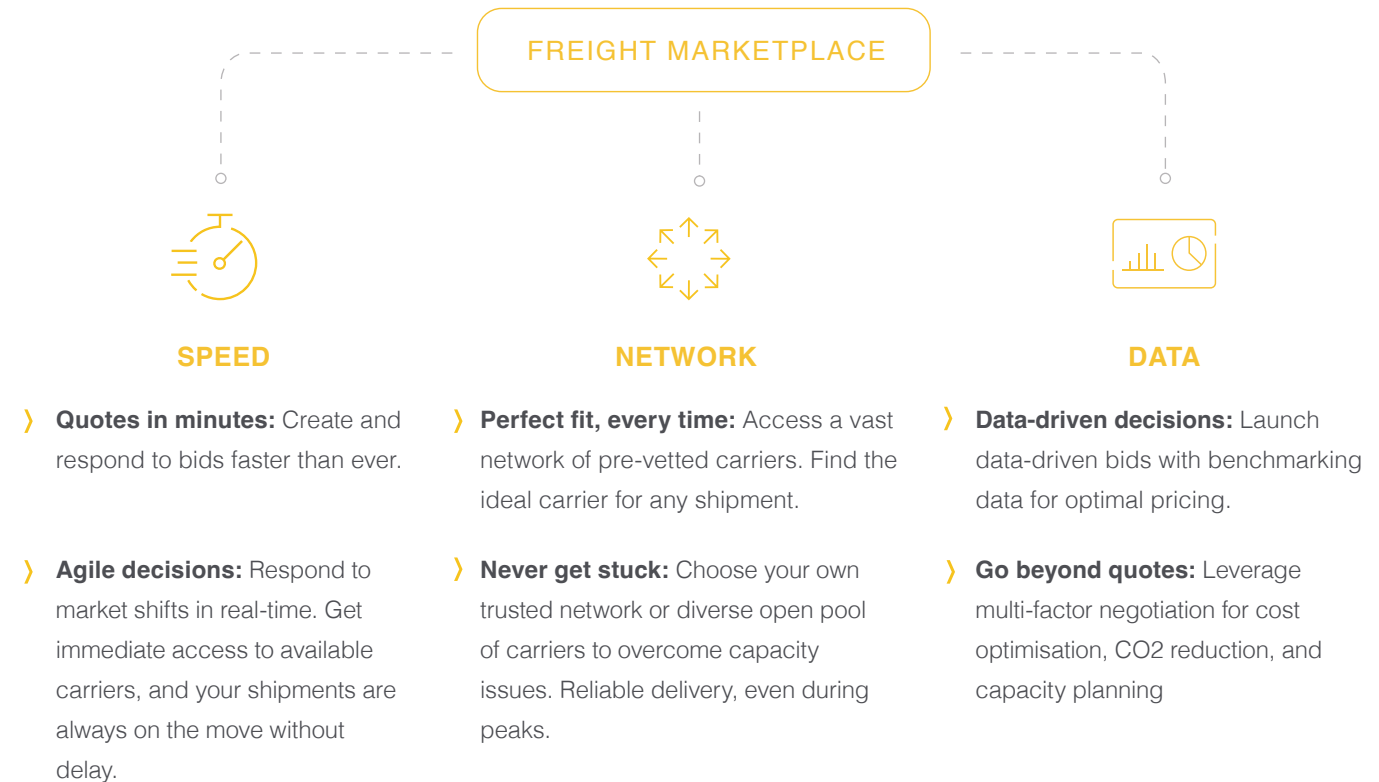 FREIGHT MARKETPLACE
SPEED
Quotes in minutes: Create and
respond to bids faster than ever.
Agile decisions: Respond to
market shifts in real-time. Get
immediate access to available
carriers, and your shipments are
always on the move without
delay.
NETWORK
Perfect fit, every time: Access a vast
network of pre-vetted carriers. Find the
ideal carrier for any shipment.
Never get stuck: Choose your own
trusted network or diverse open pool
of carriers to overcome capacity
issues. Reliable delivery, even during
peaks.
DATA
Data-driven decisions: Launch
data-driven bids with benchmarking
data for optimal pricing.
Go beyond quotes: Leverage
multi-factor negotiation for cost
optimisation, CO2 reduction, and
capacity planning